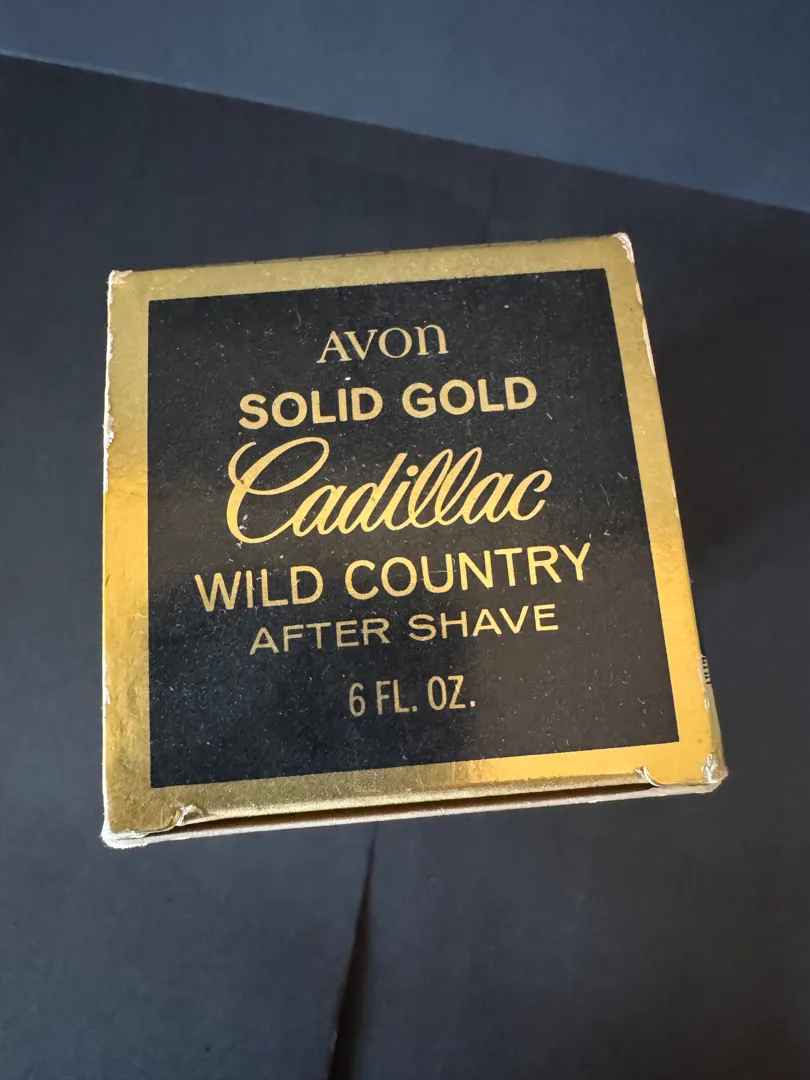 AVON
SOLID GOLD
Cadillac
WILD COUNTRY
AFTER SHAVE
6 FL. OZ.